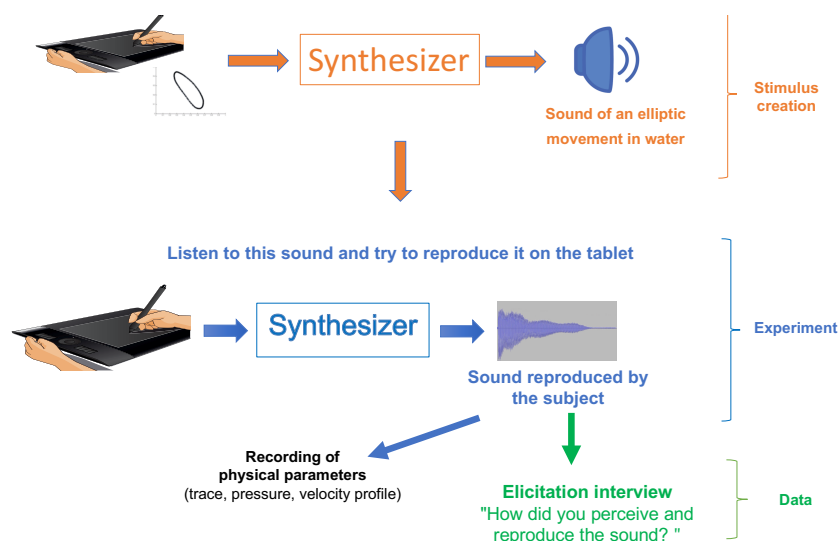 Synthesizer
Sound of an elliptic
movement in water
Stimulus
creation
Listen to this sound and try to reproduce it on the tablet
Synthesizer
Sound reproduced by
the subject
Experiment
Recording of
physical parameters
(trace, pressure, velocity profile)
Elicitation interview
"How did you perceive and
reproduce the sound? "
Data